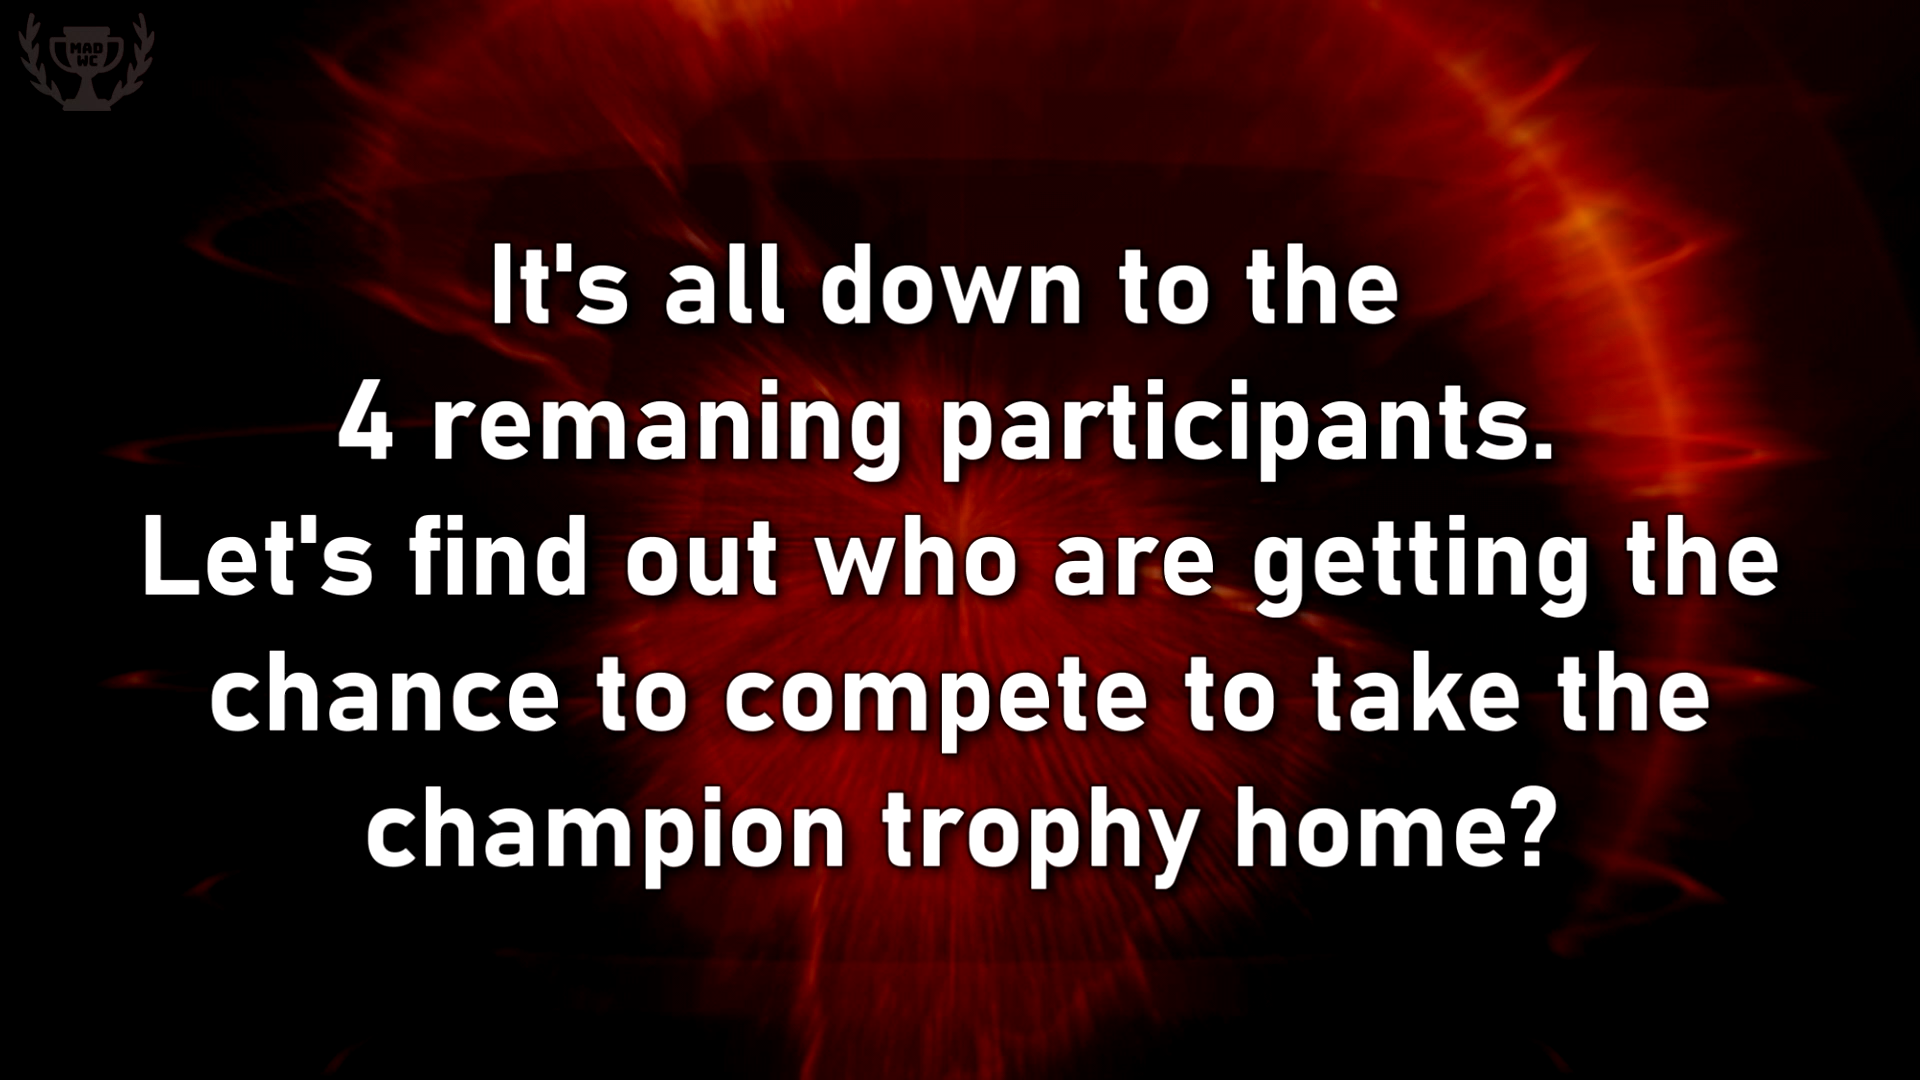 MAD
WC
It's all down to the
4 remaning participants.
Let's find out who are getting the
chance to compete to take the
champion trophy home?